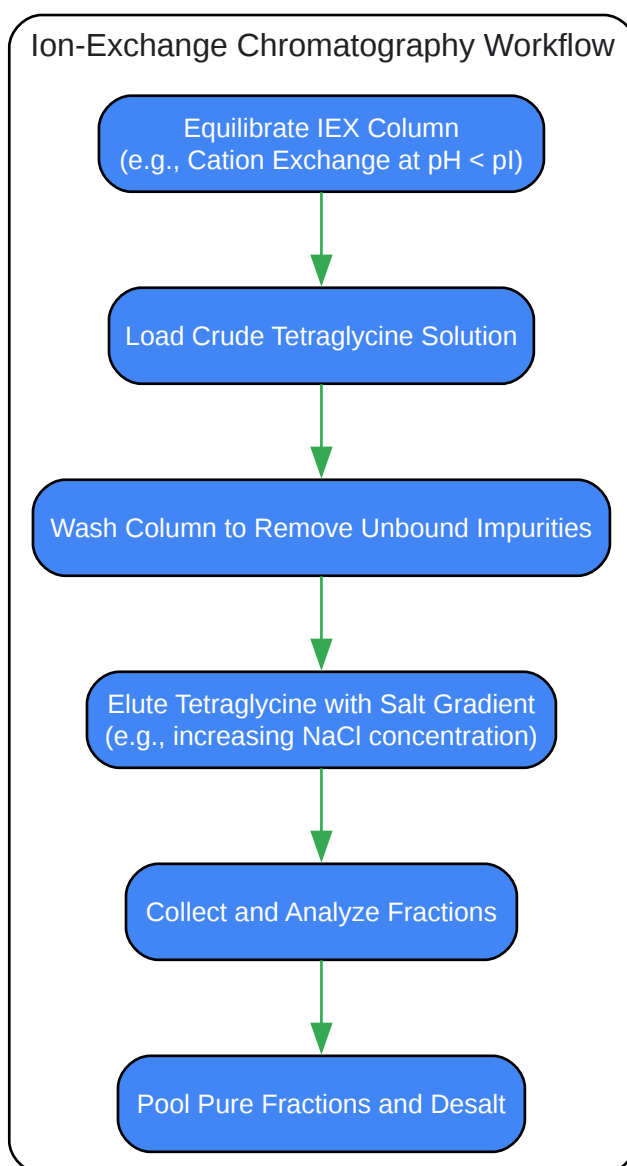 Ion-Exchange Chromatography Workflow
Equilibrate IEX Column
(e.g., Cation Exchange at pH < pI)
Load Crude Tetraglycine Solution
Wash Column to Remove Unbound Impurities
Elute Tetraglycine with Salt Gradient
(e.g., increasing NaCl concentration)
Collect and Analyze Fractions
Pool Pure Fractions and Desalt